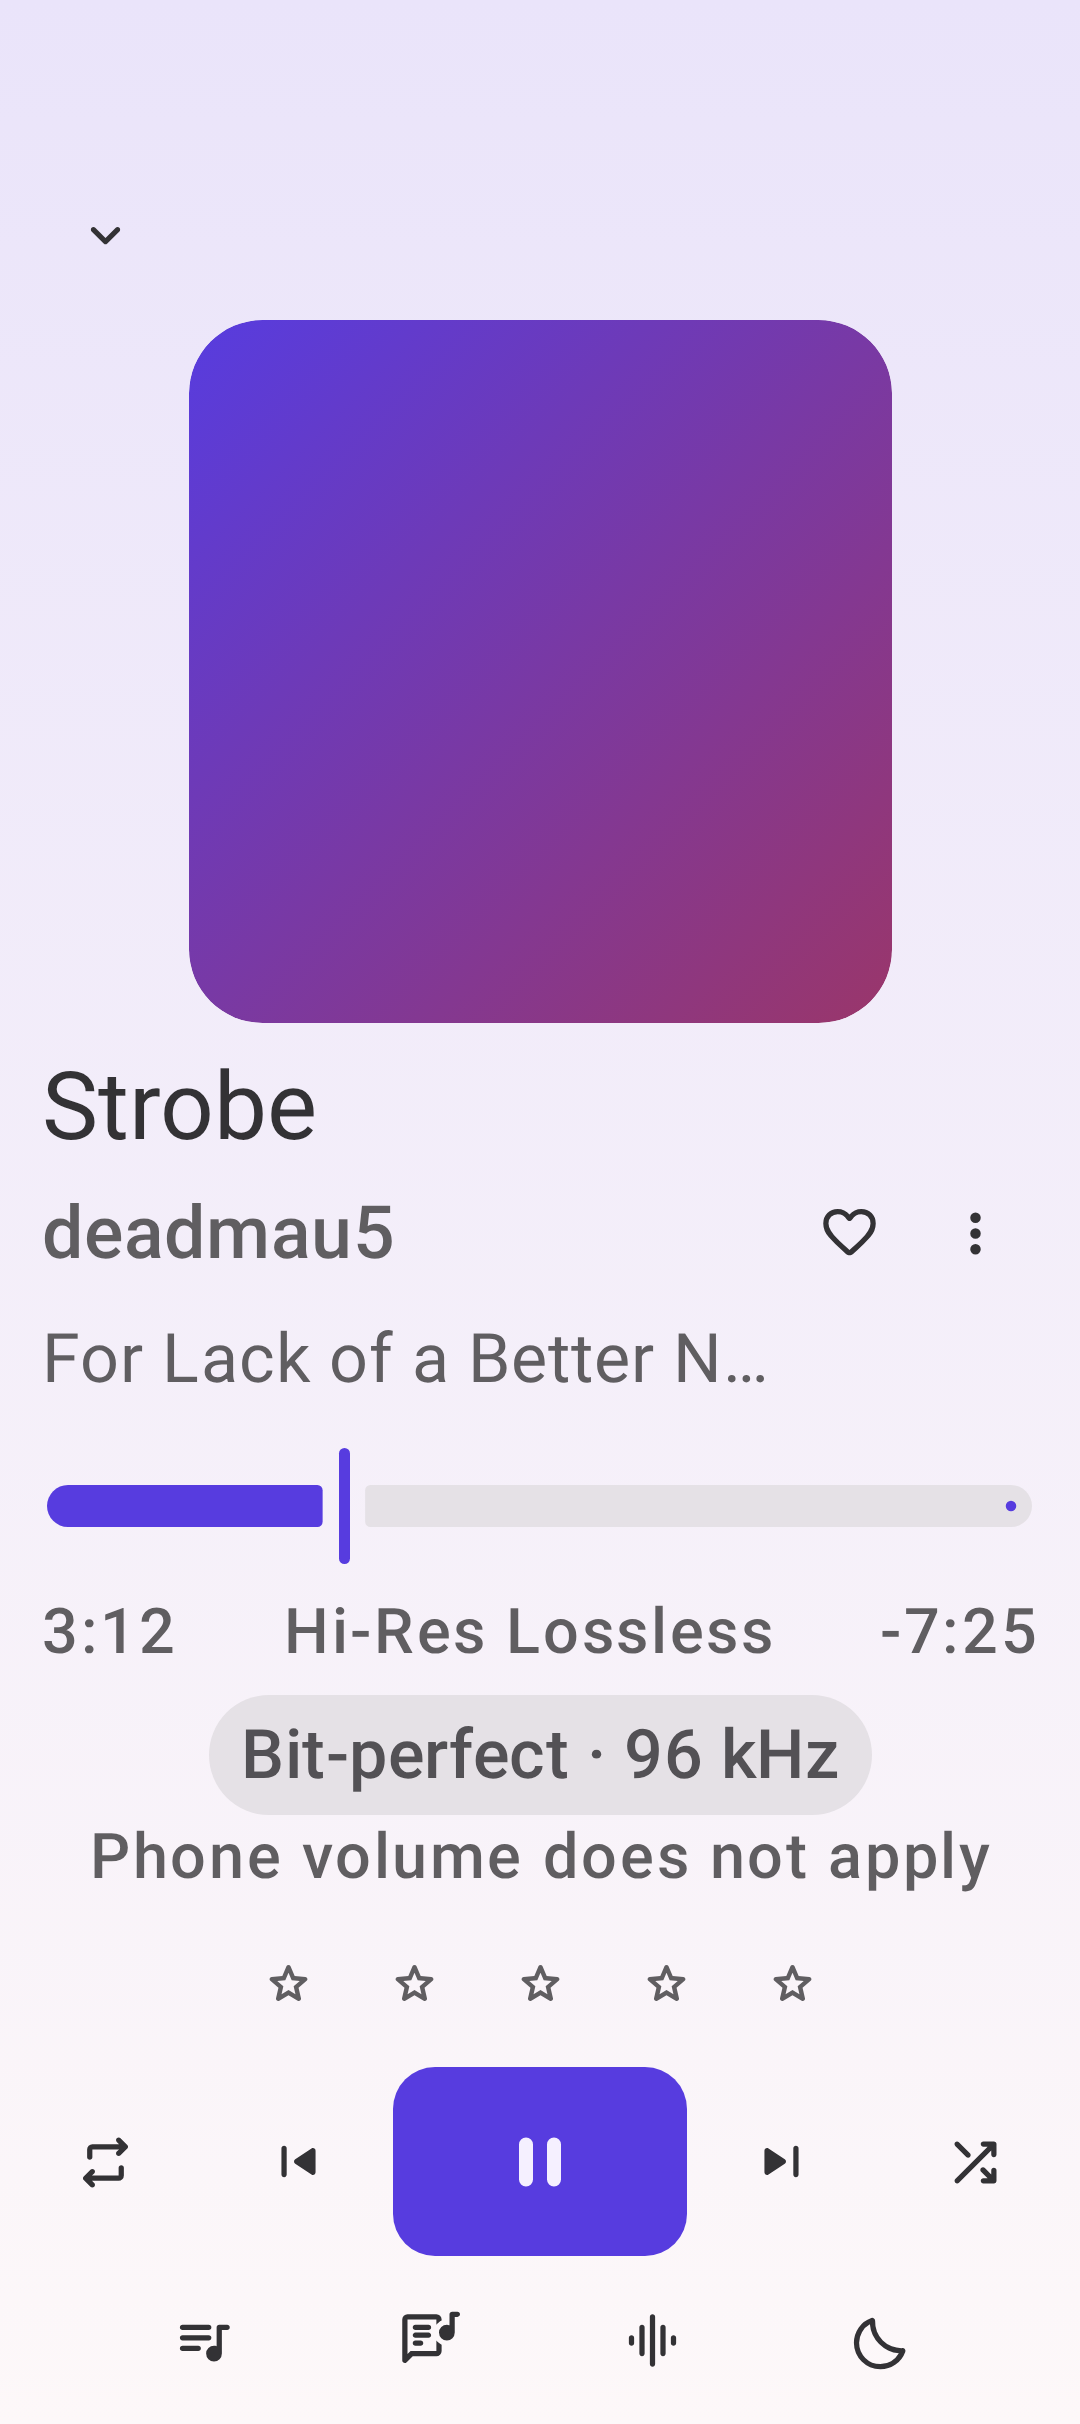 Strobe
deadmau5
For Lack of a Better N…
3:12 Hi-Res Lossless -7:25
Bit-perfect · 96 kHz
Phone volume does not apply